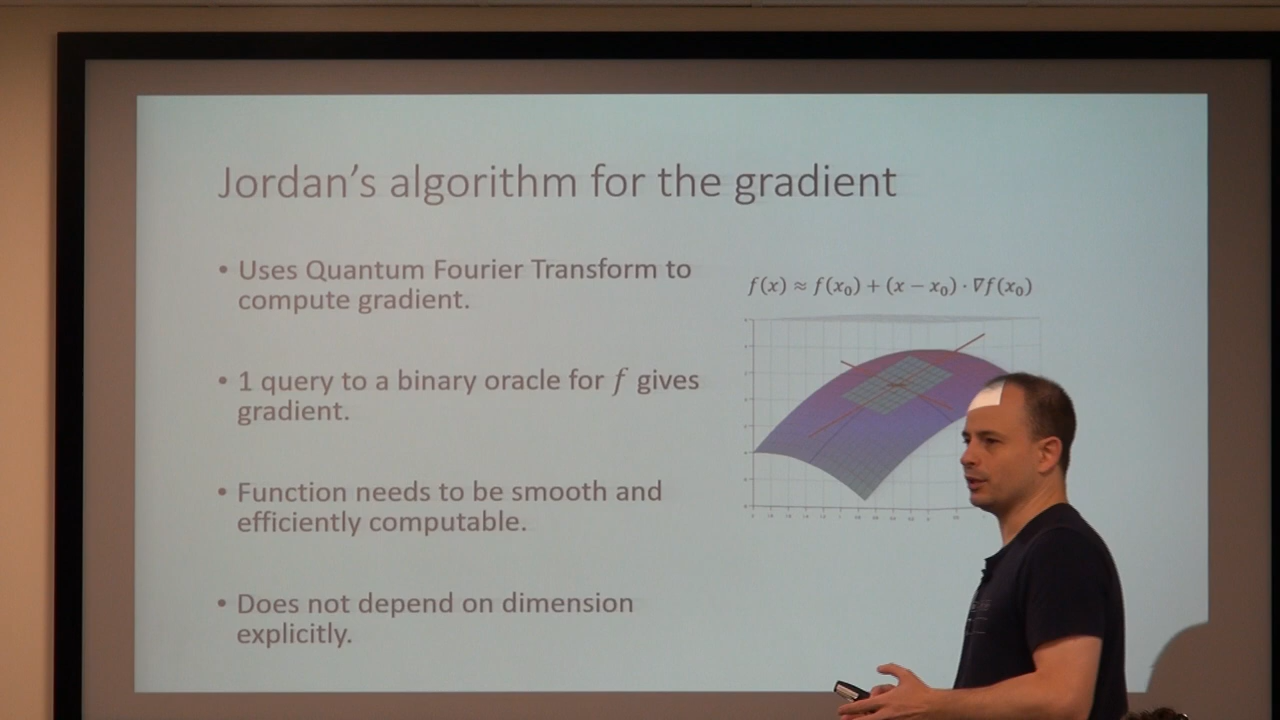 Jordan's algorithm for the gradient
• Uses Quantum Fourier Transform to
compute gradient.
• 1 query to a binary oracle for f gives
gradient.
• Function needs to be smooth and
efficiently computable.
• Does not depend on dimension
explicitly.
f(x) ≈ f(x₀) + (x − x₀) · ∇f(x₀)